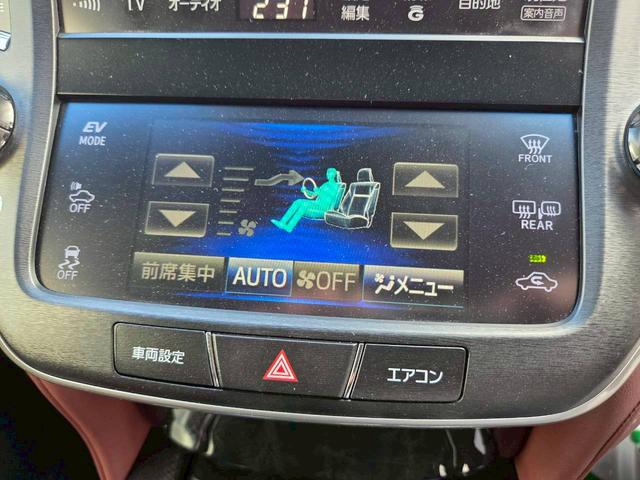 TV
オーディオ
231
編集
G
目的地
案内音声
EV
MODE
OFF
OFF
FRONT
REAR
前席集中
AUTO
OFF
メニュー
車両設定
エアコン